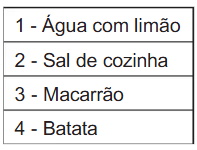 1 - Água com limão
2 - Sal de cozinha
3 - Macarrão
4 - Batata